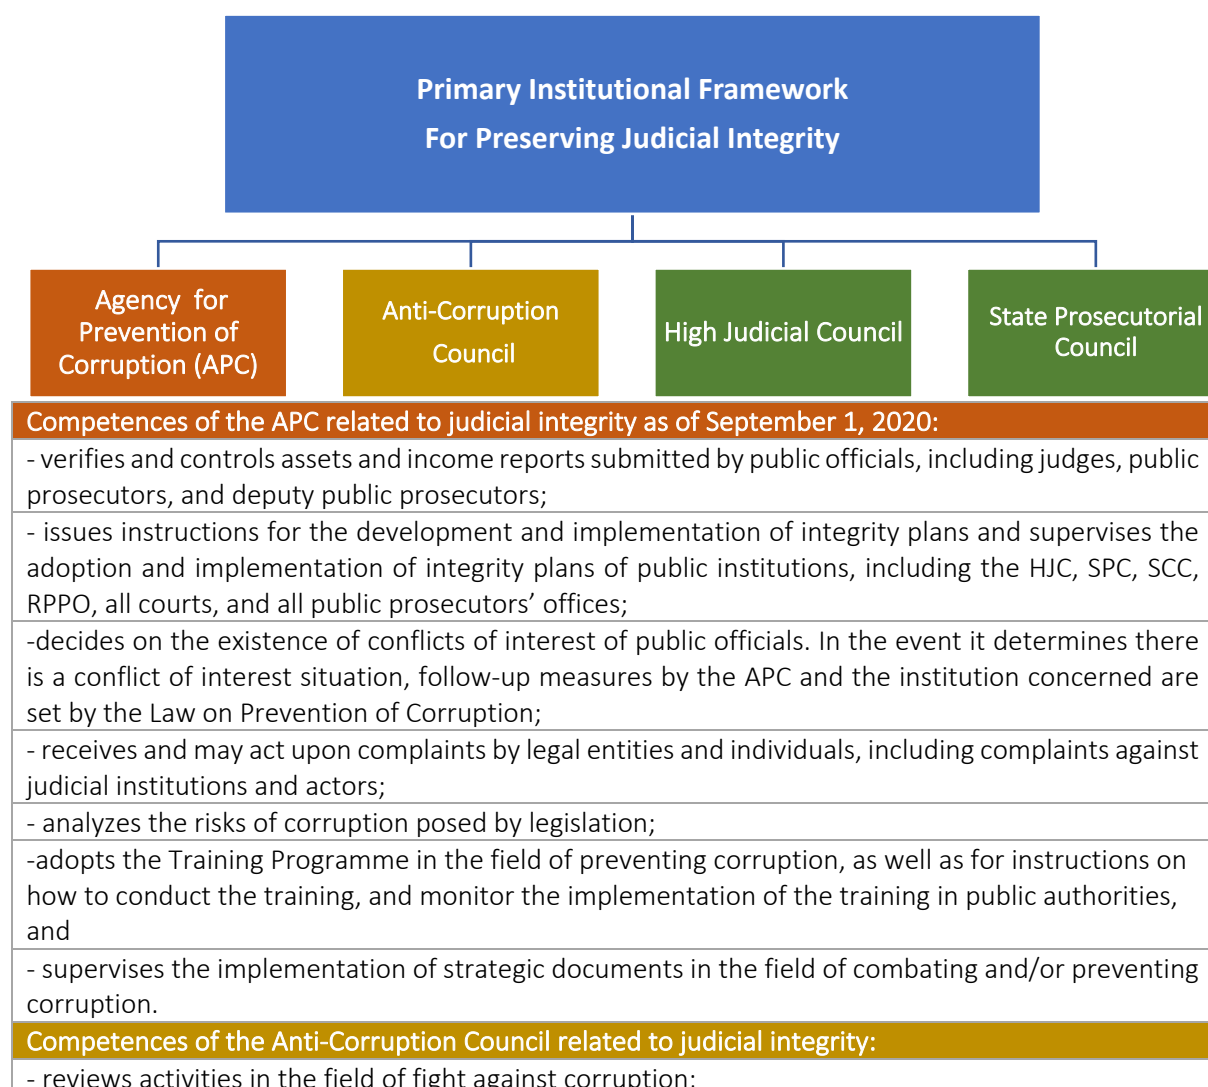 Primary Institutional Framework
For Preserving Judicial Integrity
Agency for
Prevention of
Corruption (APC)
Anti-Corruption
Council
High Judicial Council
State Prosecutorial
Council
Competences of the APC related to judicial integrity as of September 1, 2020:
- verifies and controls assets and income reports submitted by public officials, including judges, public
prosecutors, and deputy public prosecutors;
- issues instructions for the development and implementation of integrity plans and supervises the
adoption and implementation of integrity plans of public institutions, including the HJC, SPC, SCC,
RPPO, all courts, and all public prosecutors’ offices;
-decides on the existence of conflicts of interest of public officials. In the event it determines there
is a conflict of interest situation, follow-up measures by the APC and the institution concerned are
set by the Law on Prevention of Corruption;
- receives and may act upon complaints by legal entities and individuals, including complaints against
judicial institutions and actors;
- analyzes the risks of corruption posed by legislation;
-adopts the Training Programme in the field of preventing corruption, as well as for instructions on
how to conduct the training, and monitor the implementation of the training in public authorities,
and
- supervises the implementation of strategic documents in the field of combating and/or preventing
corruption.
Competences of the Anti-Corruption Council related to judicial integrity:
- reviews activities in the field of fight against corruption;